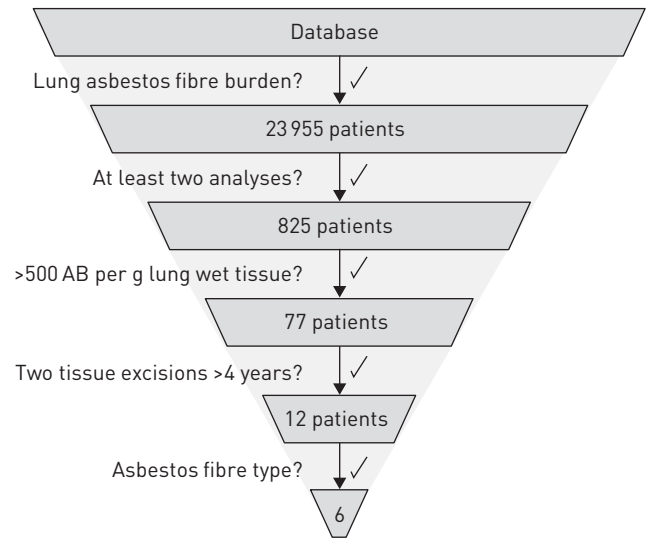 Database
Lung asbestos fibre burden? ✓
23 955 patients
At least two analyses? ✓
825 patients
>500 AB per g lung wet tissue? ✓
77 patients
Two tissue excisions >4 years? ✓
12 patients
Asbestos fibre type? ✓
6